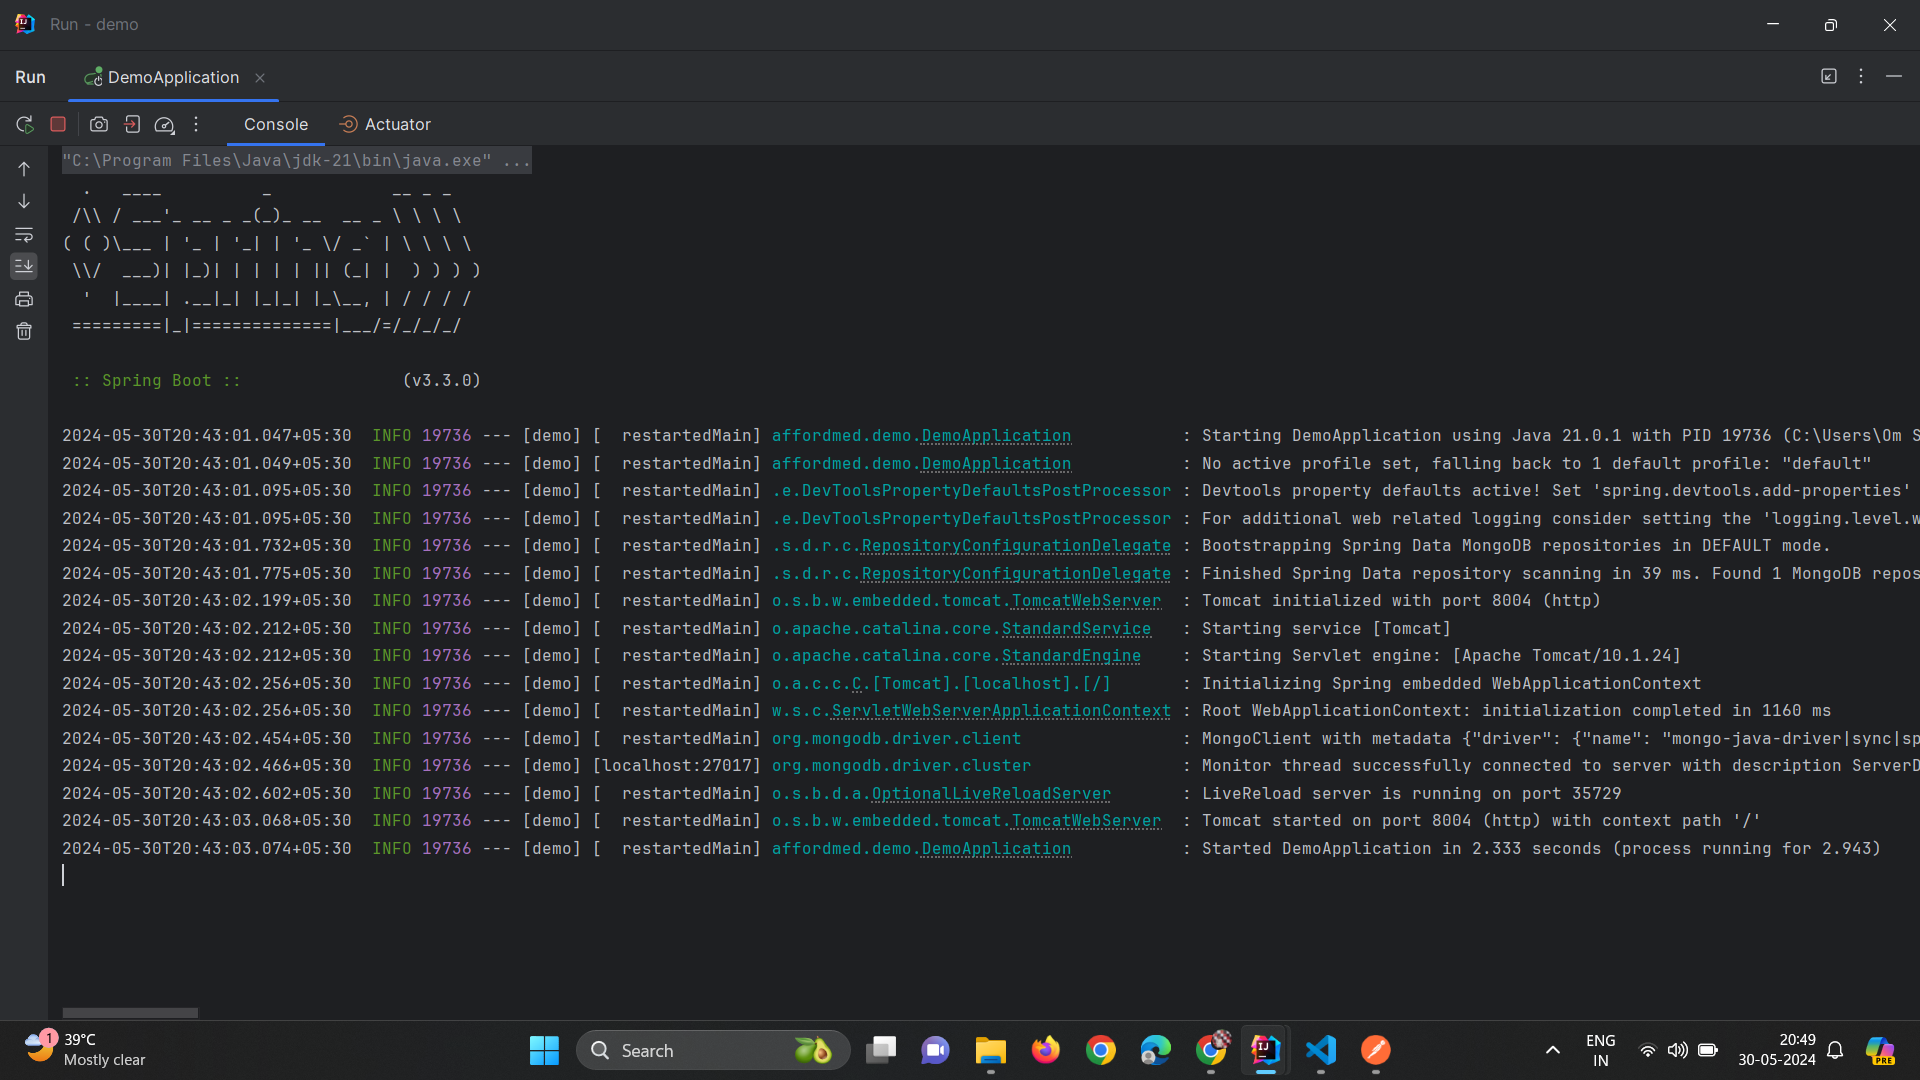 Run - demo
Run DemoApplication
Console Actuator
"C:\Program Files\Java\jdk-21\bin\java.exe" ...
  .   ____          _            __ _ _
 /\\ / ___'_ __ _ _(_)_ __  __ _ \ \ \ \
( ( )\___ | '_ | '_| | '_ \/ _` | \ \ \ \
 \\/  ___)| |_)| | | | | || (_| |  ) ) ) )
  '  |____| .__|_| |_|_| |_\__, | / / / /
 =========|_|==============|___/=/_/_/_/
 :: Spring Boot ::                (v3.3.0)
2024-05-30T20:43:01.047+05:30  INFO 19736 --- [demo] [  restartedMain] affordmed.demo.DemoApplication           : Starting DemoApplication using Java 21.0.1 with PID 19736 (C:\Users\Om S
2024-05-30T20:43:01.049+05:30  INFO 19736 --- [demo] [  restartedMain] affordmed.demo.DemoApplication           : No active profile set, falling back to 1 default profile: "default"
2024-05-30T20:43:01.095+05:30  INFO 19736 --- [demo] [  restartedMain] .e.DevToolsPropertyDefaultsPostProcessor : Devtools property defaults active! Set 'spring.devtools.add-properties'
2024-05-30T20:43:01.095+05:30  INFO 19736 --- [demo] [  restartedMain] .e.DevToolsPropertyDefaultsPostProcessor : For additional web related logging consider setting the 'logging.level.w
2024-05-30T20:43:01.732+05:30  INFO 19736 --- [demo] [  restartedMain] .s.d.r.c.RepositoryConfigurationDelegate : Bootstrapping Spring Data MongoDB repositories in DEFAULT mode.
2024-05-30T20:43:01.775+05:30  INFO 19736 --- [demo] [  restartedMain] .s.d.r.c.RepositoryConfigurationDelegate : Finished Spring Data repository scanning in 39 ms. Found 1 MongoDB repos
2024-05-30T20:43:02.199+05:30  INFO 19736 --- [demo] [  restartedMain] o.s.b.w.embedded.tomcat.TomcatWebServer  : Tomcat initialized with port 8004 (http)
2024-05-30T20:43:02.212+05:30  INFO 19736 --- [demo] [  restartedMain] o.apache.catalina.core.StandardService   : Starting service [Tomcat]
2024-05-30T20:43:02.212+05:30  INFO 19736 --- [demo] [  restartedMain] o.apache.catalina.core.StandardEngine    : Starting Servlet engine: [Apache Tomcat/10.1.24]
2024-05-30T20:43:02.256+05:30  INFO 19736 --- [demo] [  restartedMain] o.a.c.c.C.[Tomcat].[localhost].[/]       : Initializing Spring embedded WebApplicationContext
2024-05-30T20:43:02.256+05:30  INFO 19736 --- [demo] [  restartedMain] w.s.c.ServletWebServerApplicationContext : Root WebApplicationContext: initialization completed in 1160 ms
2024-05-30T20:43:02.454+05:30  INFO 19736 --- [demo] [  restartedMain] org.mongodb.driver.client                : MongoClient with metadata {"driver": {"name": "mongo-java-driver|sync|sp
2024-05-30T20:43:02.466+05:30  INFO 19736 --- [demo] [localhost:27017] org.mongodb.driver.cluster               : Monitor thread successfully connected to server with description ServerD
2024-05-30T20:43:02.602+05:30  INFO 19736 --- [demo] [  restartedMain] o.s.b.d.a.OptionalLiveReloadServer       : LiveReload server is running on port 35729
2024-05-30T20:43:03.068+05:30  INFO 19736 --- [demo] [  restartedMain] o.s.b.w.embedded.tomcat.TomcatWebServer  : Tomcat started on port 8004 (http) with context path '/'
2024-05-30T20:43:03.074+05:30  INFO 19736 --- [demo] [  restartedMain] affordmed.demo.DemoApplication           : Started DemoApplication in 2.333 seconds (process running for 2.943)
1 39°C
Mostly clear
Search
ENG
IN
20:49
30-05-2024
PRE